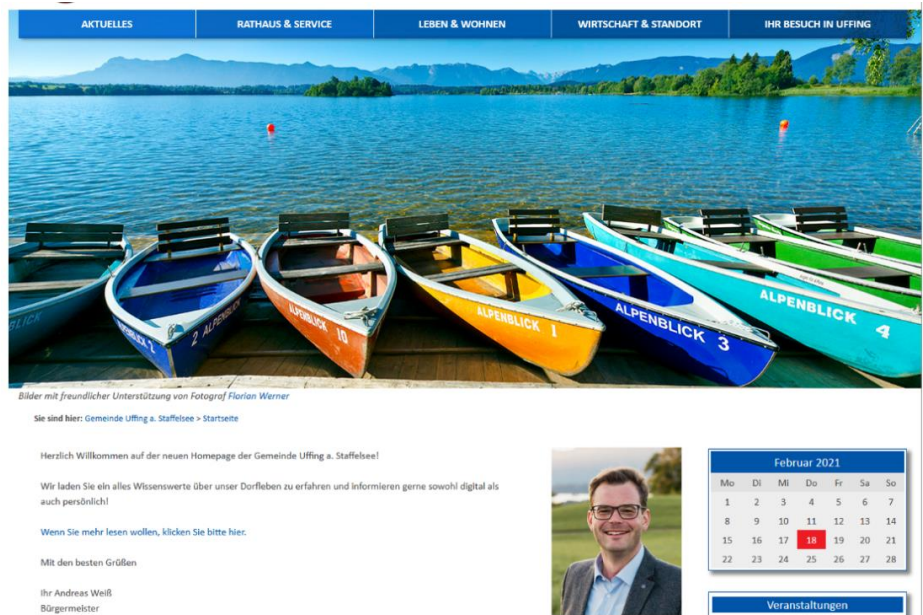 AKTUELLES
RATHAUS & SERVICE
LEBEN & WOHNEN
WIRTSCHAFT & STANDORT
IHR BESUCH IN UFFING
2 ALPENBLICK
ALPENBLICK 10
ALPENBLICK 1
ALPENBLICK 3
ALPENBLICK 4
Bilder mit freundlicher Unterstützung von Fotograf Florian Werner
Sie sind hier: Gemeinde Uffing a. Staffelsee > Startseite
Herzlich Willkommen auf der neuen Homepage der Gemeinde Uffing a. Staffelsee!
Wir laden Sie ein alles Wissenswerte über unser Dorfleben zu erfahren und informieren gerne sowohl digital als
auch persönlich!
Wenn Sie mehr lesen wollen, klicken Sie bitte hier.
Mit den besten Grüßen
Ihr Andreas Weiß
Bürgermeister
Februar 2021
Mo Di Mi Do Fr Sa So
1 2 3 4 5 6 7
8 9 10 11 12 13 14
15 16 17 18 19 20 21
22 23 24 25 26 27 28
Veranstaltungen